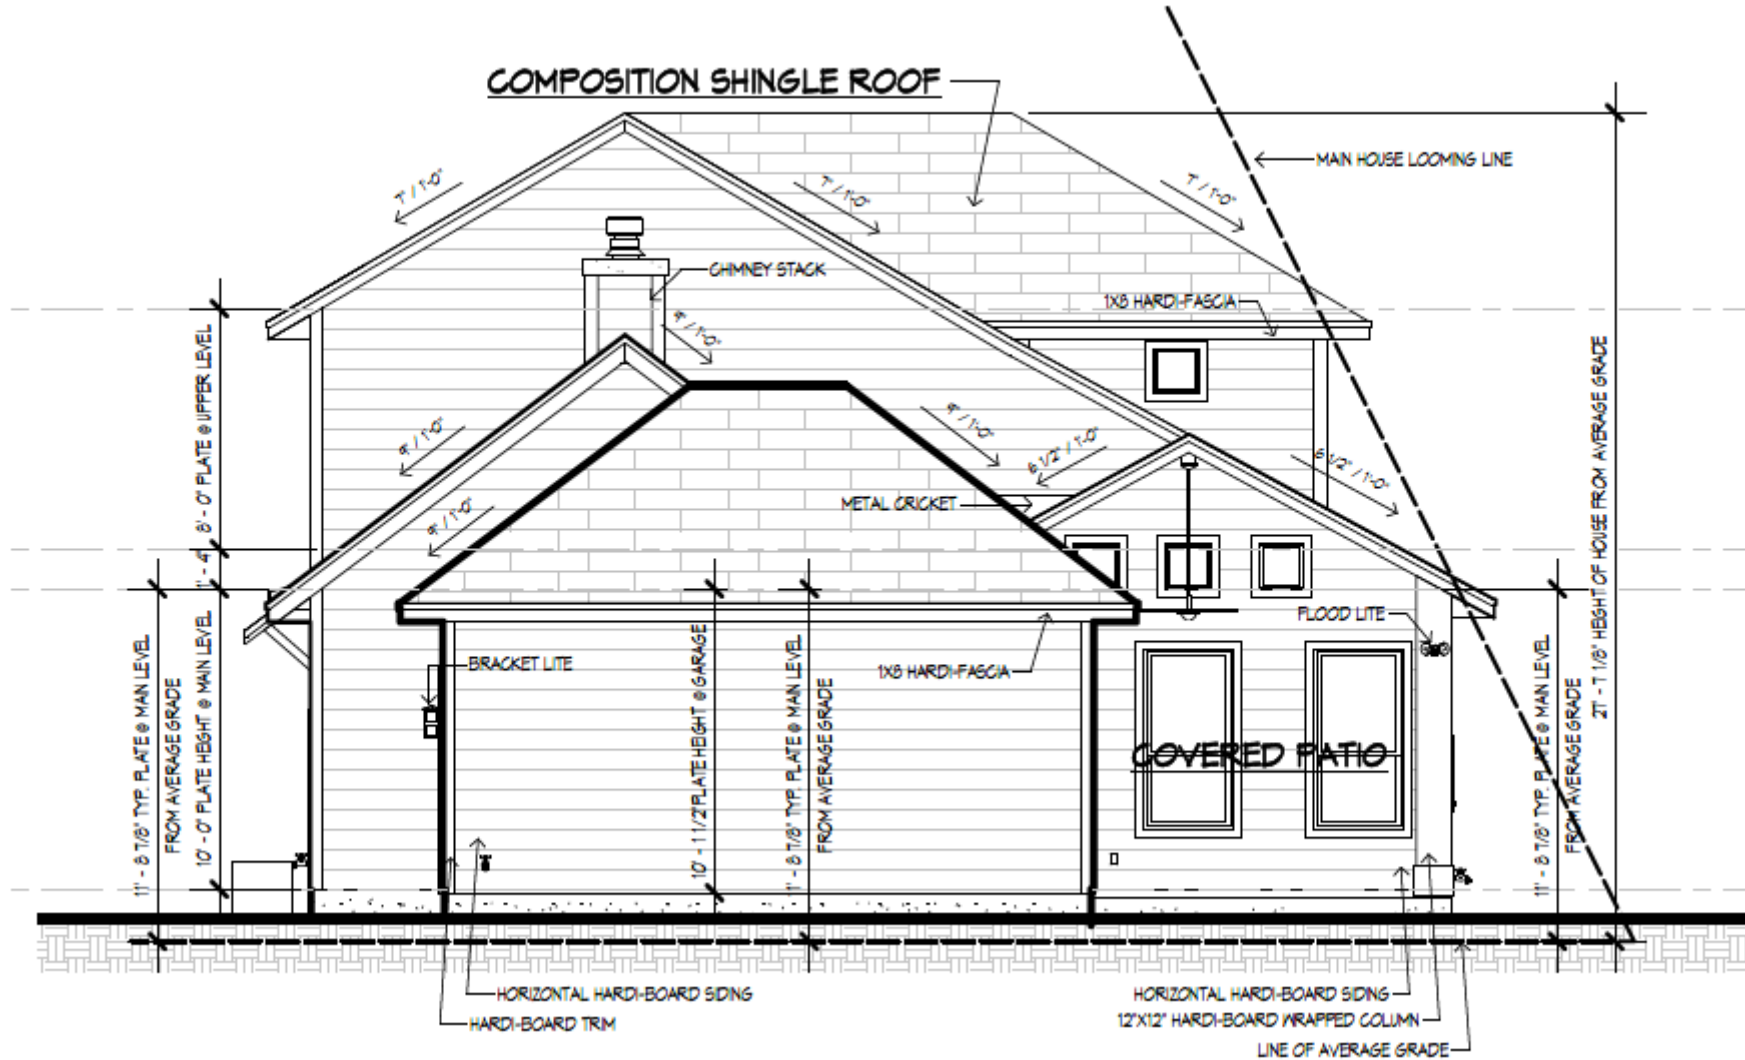 COMPOSITION SHINGLE ROOF
MAIN HOUSE LOOMING LINE
7" / 1'-0"
7" / 1'-0"
7" / 1'-0"
CHIMNEY STACK
1X8 HARDI-FASCIA
9" / 1'-0"
9" / 1'-0"
9" / 1'-0"
6 1/2" / 1'-0"
6 1/2" / 1'-0"
9" / 1'-0"
METAL CRICKET
8' - 0" PLATE @ UPPER LEVEL
1' - 4"
10' - 0" PLATE HEIGHT @ MAIN LEVEL
11' - 8 7/8" TYP. PLATE @ MAIN LEVEL
FROM AVERAGE GRADE
BRACKET LITE
10' - 1 1/2" PLATE HEIGHT @ GARAGE
11' - 8 7/8" TYP. PLATE @ MAIN LEVEL
FROM AVERAGE GRADE
1X8 HARDI-FASCIA
FLOOD LITE
COVERED PATIO
11' - 8 7/8" TYP. PLATE @ MAIN LEVEL
FROM AVERAGE GRADE
27' - 7 1/8" HEIGHT OF HOUSE FROM AVERAGE GRADE
HORIZONTAL HARDI-BOARD SIDING
HARDI-BOARD TRIM
HORIZONTAL HARDI-BOARD SIDING
12"X12" HARDI-BOARD WRAPPED COLUMN
LINE OF AVERAGE GRADE